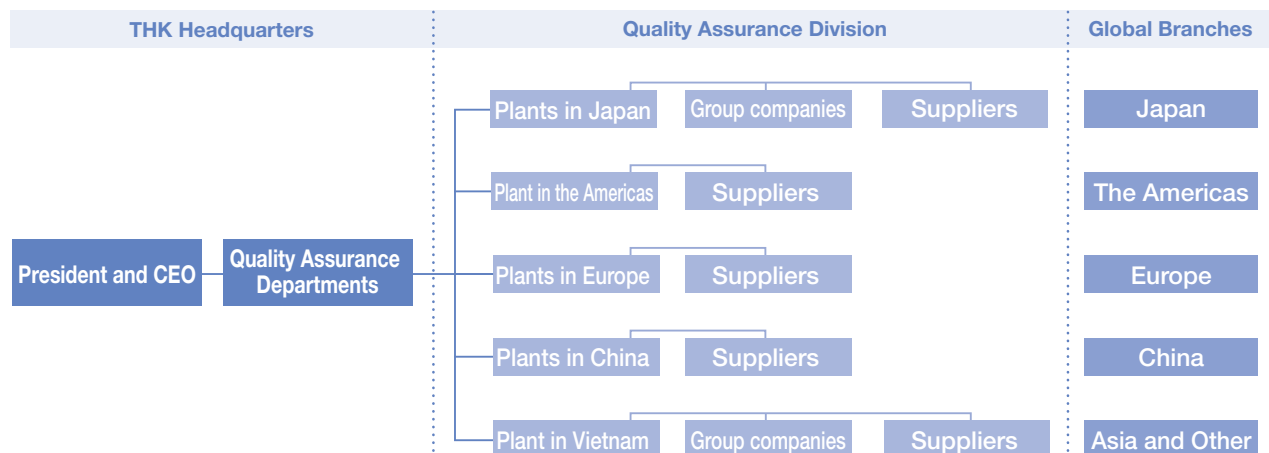 THK Headquarters
Quality Assurance Division
Global Branches
Plants in Japan
Group companies
Suppliers
Japan
Plant in the Americas
Suppliers
The Americas
President and CEO
Quality Assurance
Departments
Plants in Europe
Suppliers
Europe
Plants in China
Suppliers
China
Plant in Vietnam
Group companies
Suppliers
Asia and Other